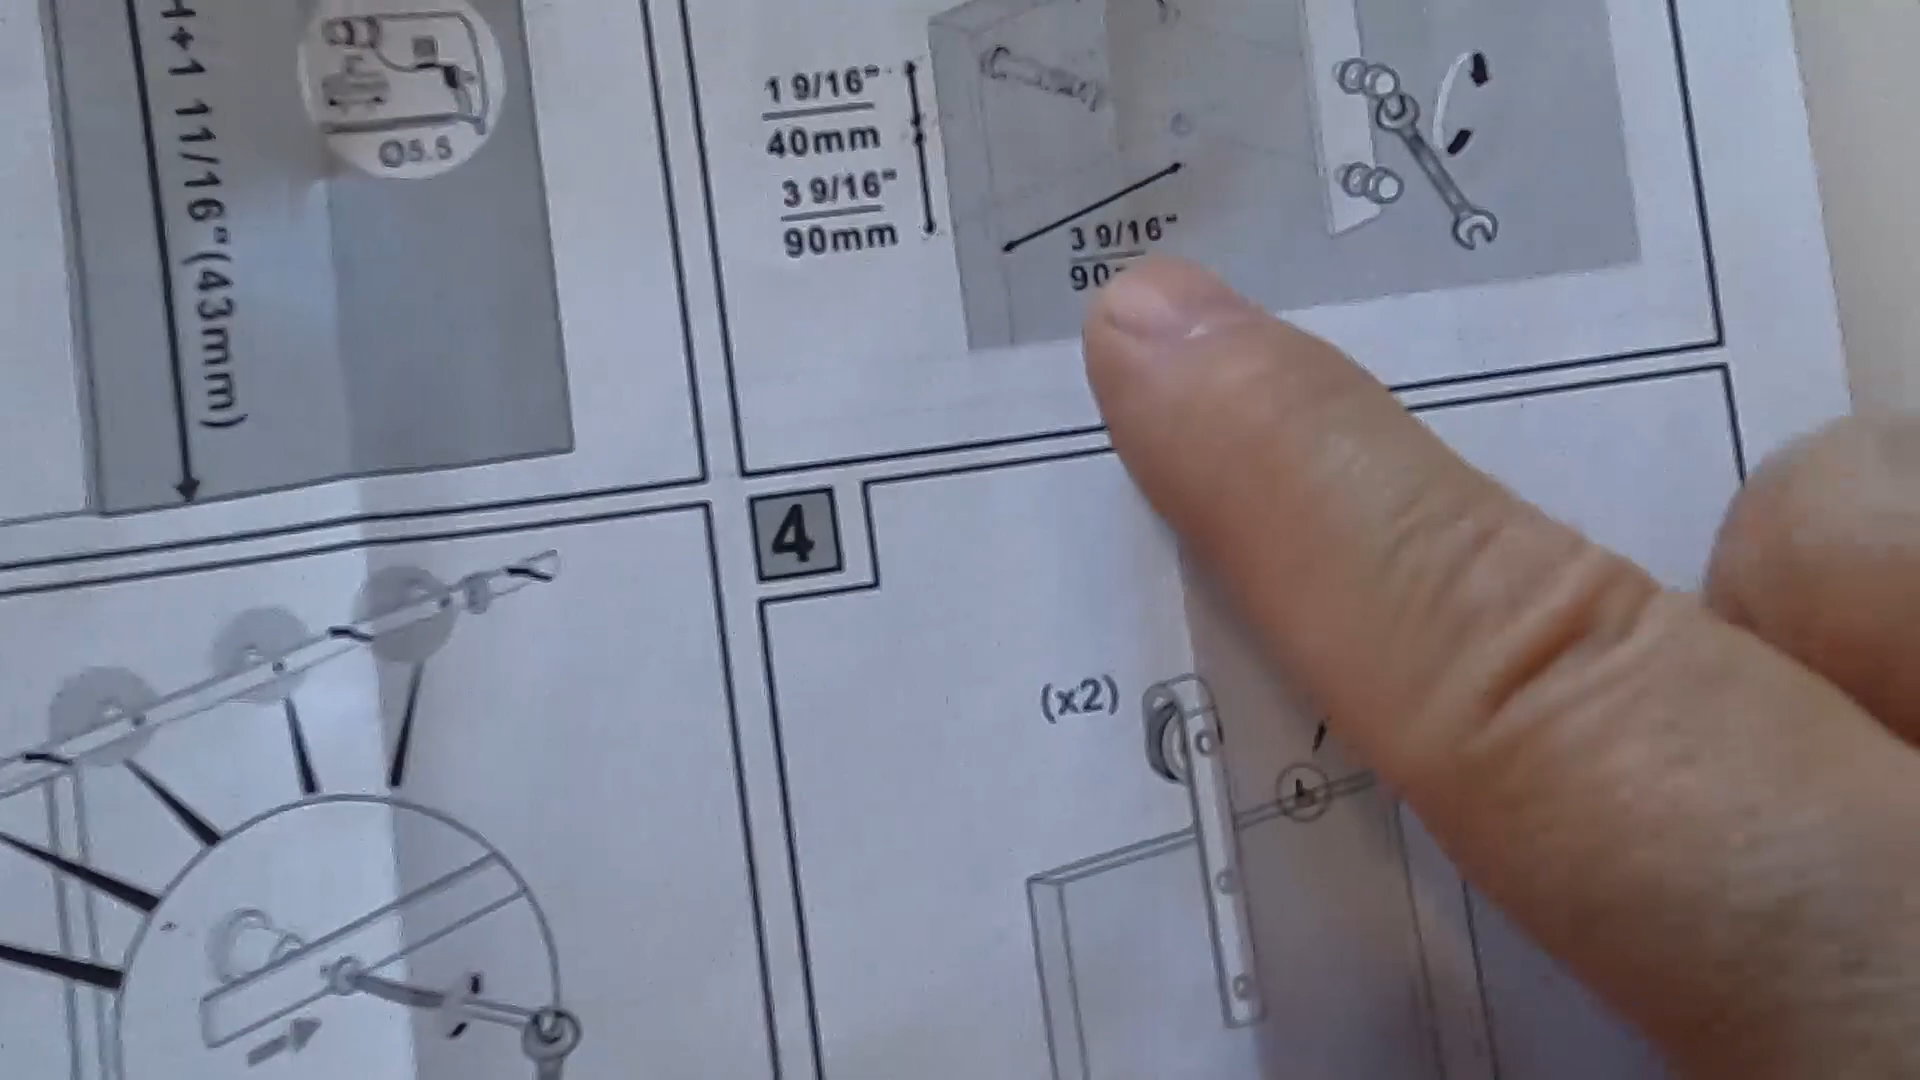 H+1 11/16"(43mm)
Ø5.5
1 9/16"
40mm
3 9/16"
90mm
3 9/16"
90
4
(x2)